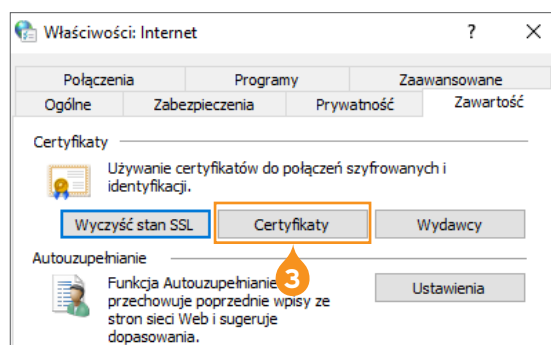 Właściwości: Internet ? ×
Połączenia Programy Zaawansowane
Ogólne Zabezpieczenia Prywatność Zawartość
Certyfikaty
Używanie certyfikatów do połączeń szyfrowanych i
identyfikacji.
Wyczyść stan SSL Certyfikaty Wydawcy
3
Autouzupełnianie
Funkcja Autouzupełnianie
przechowuje poprzednie wpisy ze
stron sieci Web i sugeruje
dopasowania.
Ustawienia